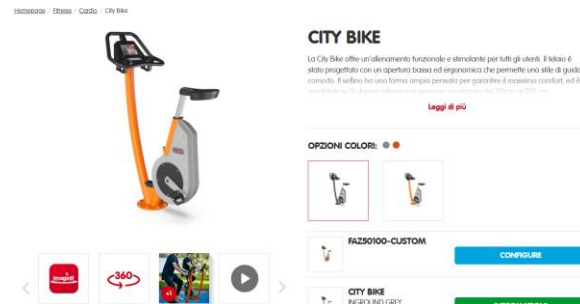 Homepage / Fitness / Cardio / City Bike
CITY BIKE
La City Bike offre un'allenamento funzionale e stimolante per tutti gli utenti. Il telaio è
stato progettato con un apertura bassa ed ergonomica che permette uno stile di guida
comodo. Il sellino ha una forma ampia pensata per garantire il massimo comfort, ed è
Leggi di più
OPZIONI COLORI:
FAZ50100-CUSTOM
CONFIGURE
360°
+1
CITY BIKE
INGROUND GREY